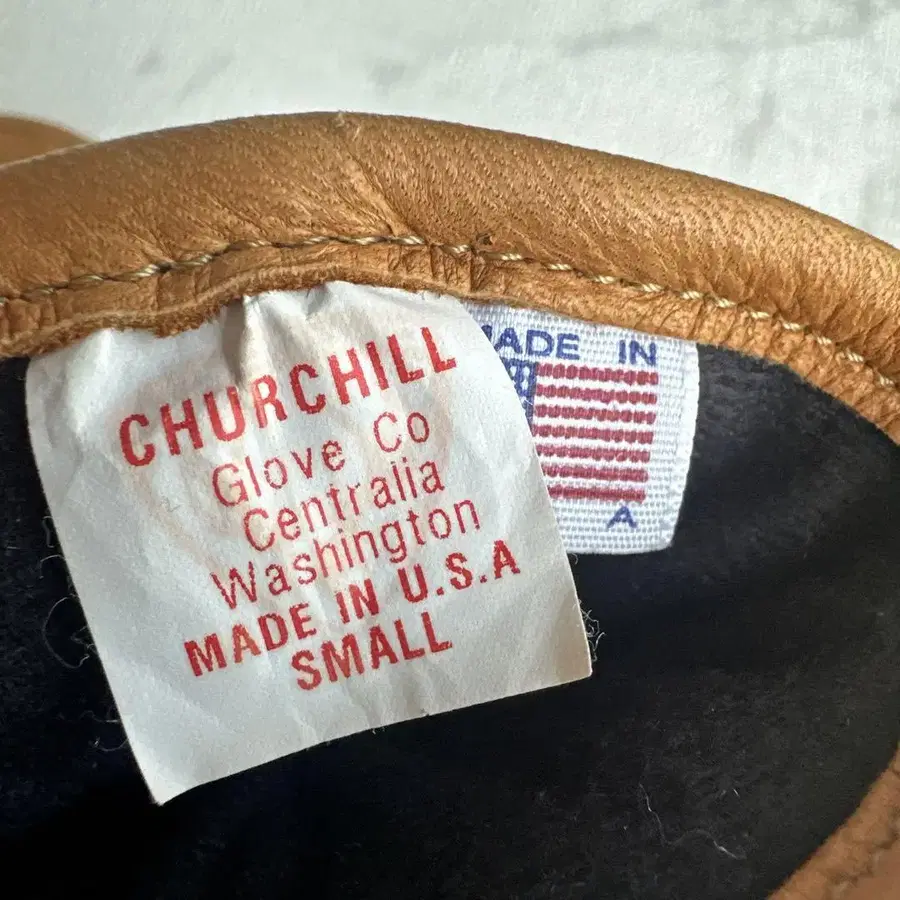 CHURCHILL
Glove Co
Centralia
Washington
MADE IN U.S.A
SMALL
MADE IN
A